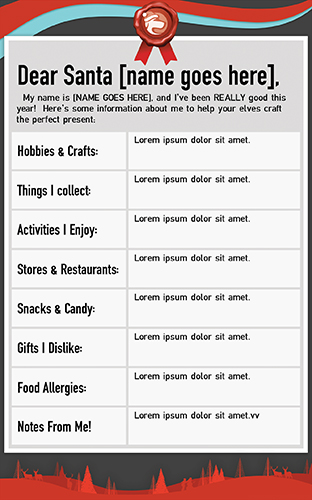 Dear Santa [name goes here],
My name is [NAME GOES HERE], and I've been REALLY good this
year! Here's some information about me to help your elves craft
the perfect present:
Hobbies & Crafts:
Lorem ipsum dolor sit amet.
Things I collect:
Lorem ipsum dolor sit amet.
Activities I Enjoy:
Lorem ipsum dolor sit amet.
Stores & Restaurants:
Lorem ipsum dolor sit amet.
Snacks & Candy:
Lorem ipsum dolor sit amet.
Gifts I Dislike:
Lorem ipsum dolor sit amet.
Food Allergies:
Lorem ipsum dolor sit amet.
Notes From Me!
Lorem ipsum dolor sit amet.vv